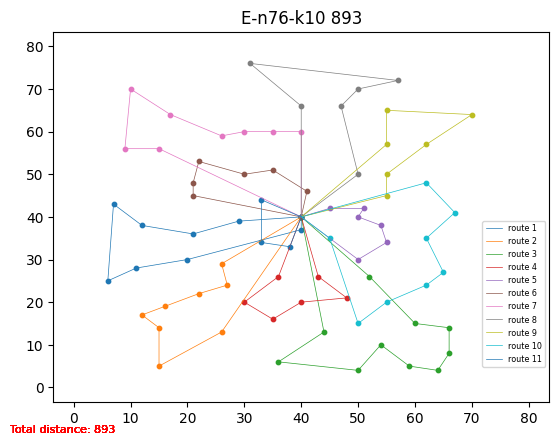 E-n76-k10 893
80
70
60
50
40
30
20
10
0
0 10 20 30 40 50 60 70 80
route 1
route 2
route 3
route 4
route 5
route 6
route 7
route 8
route 9
route 10
route 11
Total distance: 893